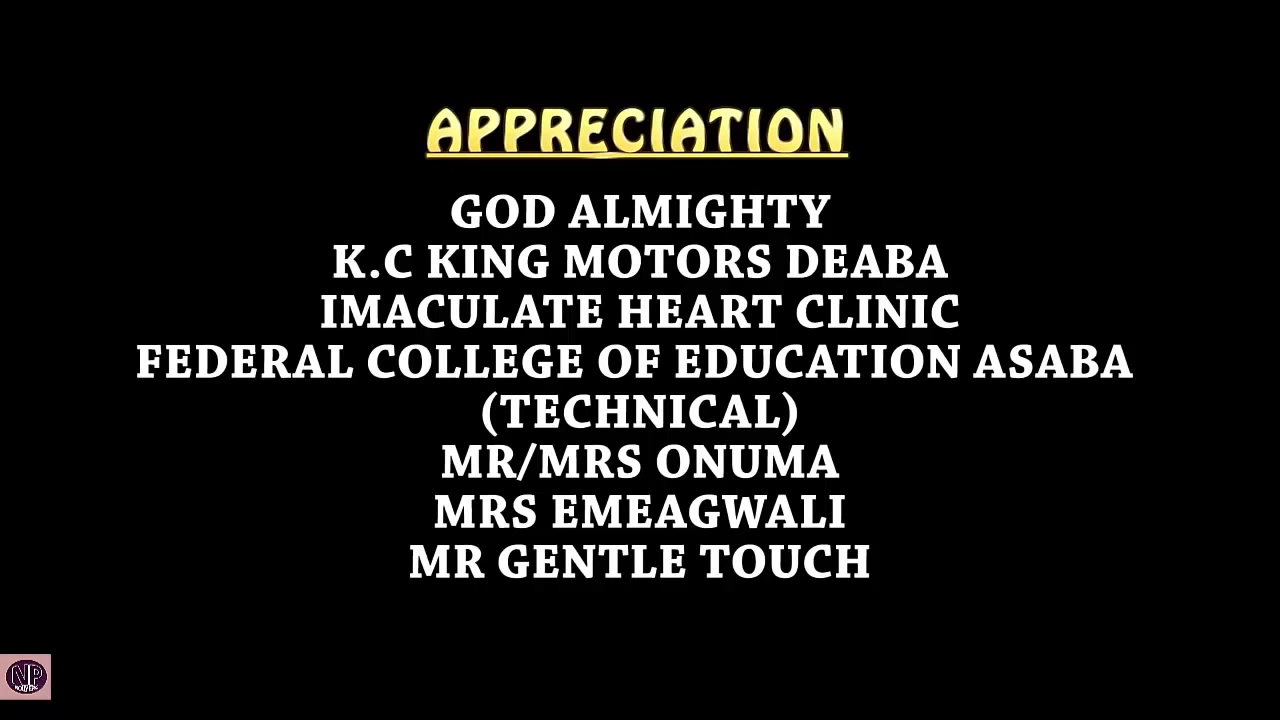 APPRECIATION
GOD ALMIGHTY
K.C KING MOTORS DEABA
IMACULATE HEART CLINIC
FEDERAL COLLEGE OF EDUCATION ASABA
(TECHNICAL)
MR/MRS ONUMA
MRS EMEAGWALI
MR GENTLE TOUCH
NP